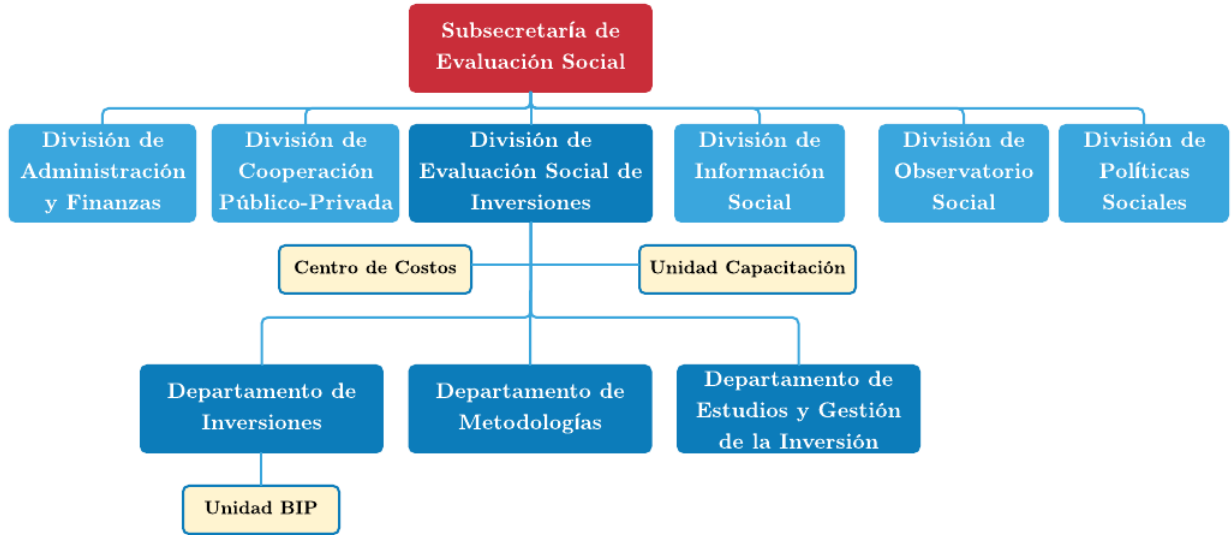 Subsecretaría de
Evaluación Social
División de
Administración
y Finanzas
División de
Cooperación
Público-Privada
División de
Evaluación Social de
Inversiones
División de
Información
Social
División de
Observatorio
Social
División de
Políticas
Sociales
Centro de Costos
Unidad Capacitación
Departamento de
Inversiones
Departamento de
Metodologías
Departamento de
Estudios y Gestión
de la Inversión
Unidad BIP